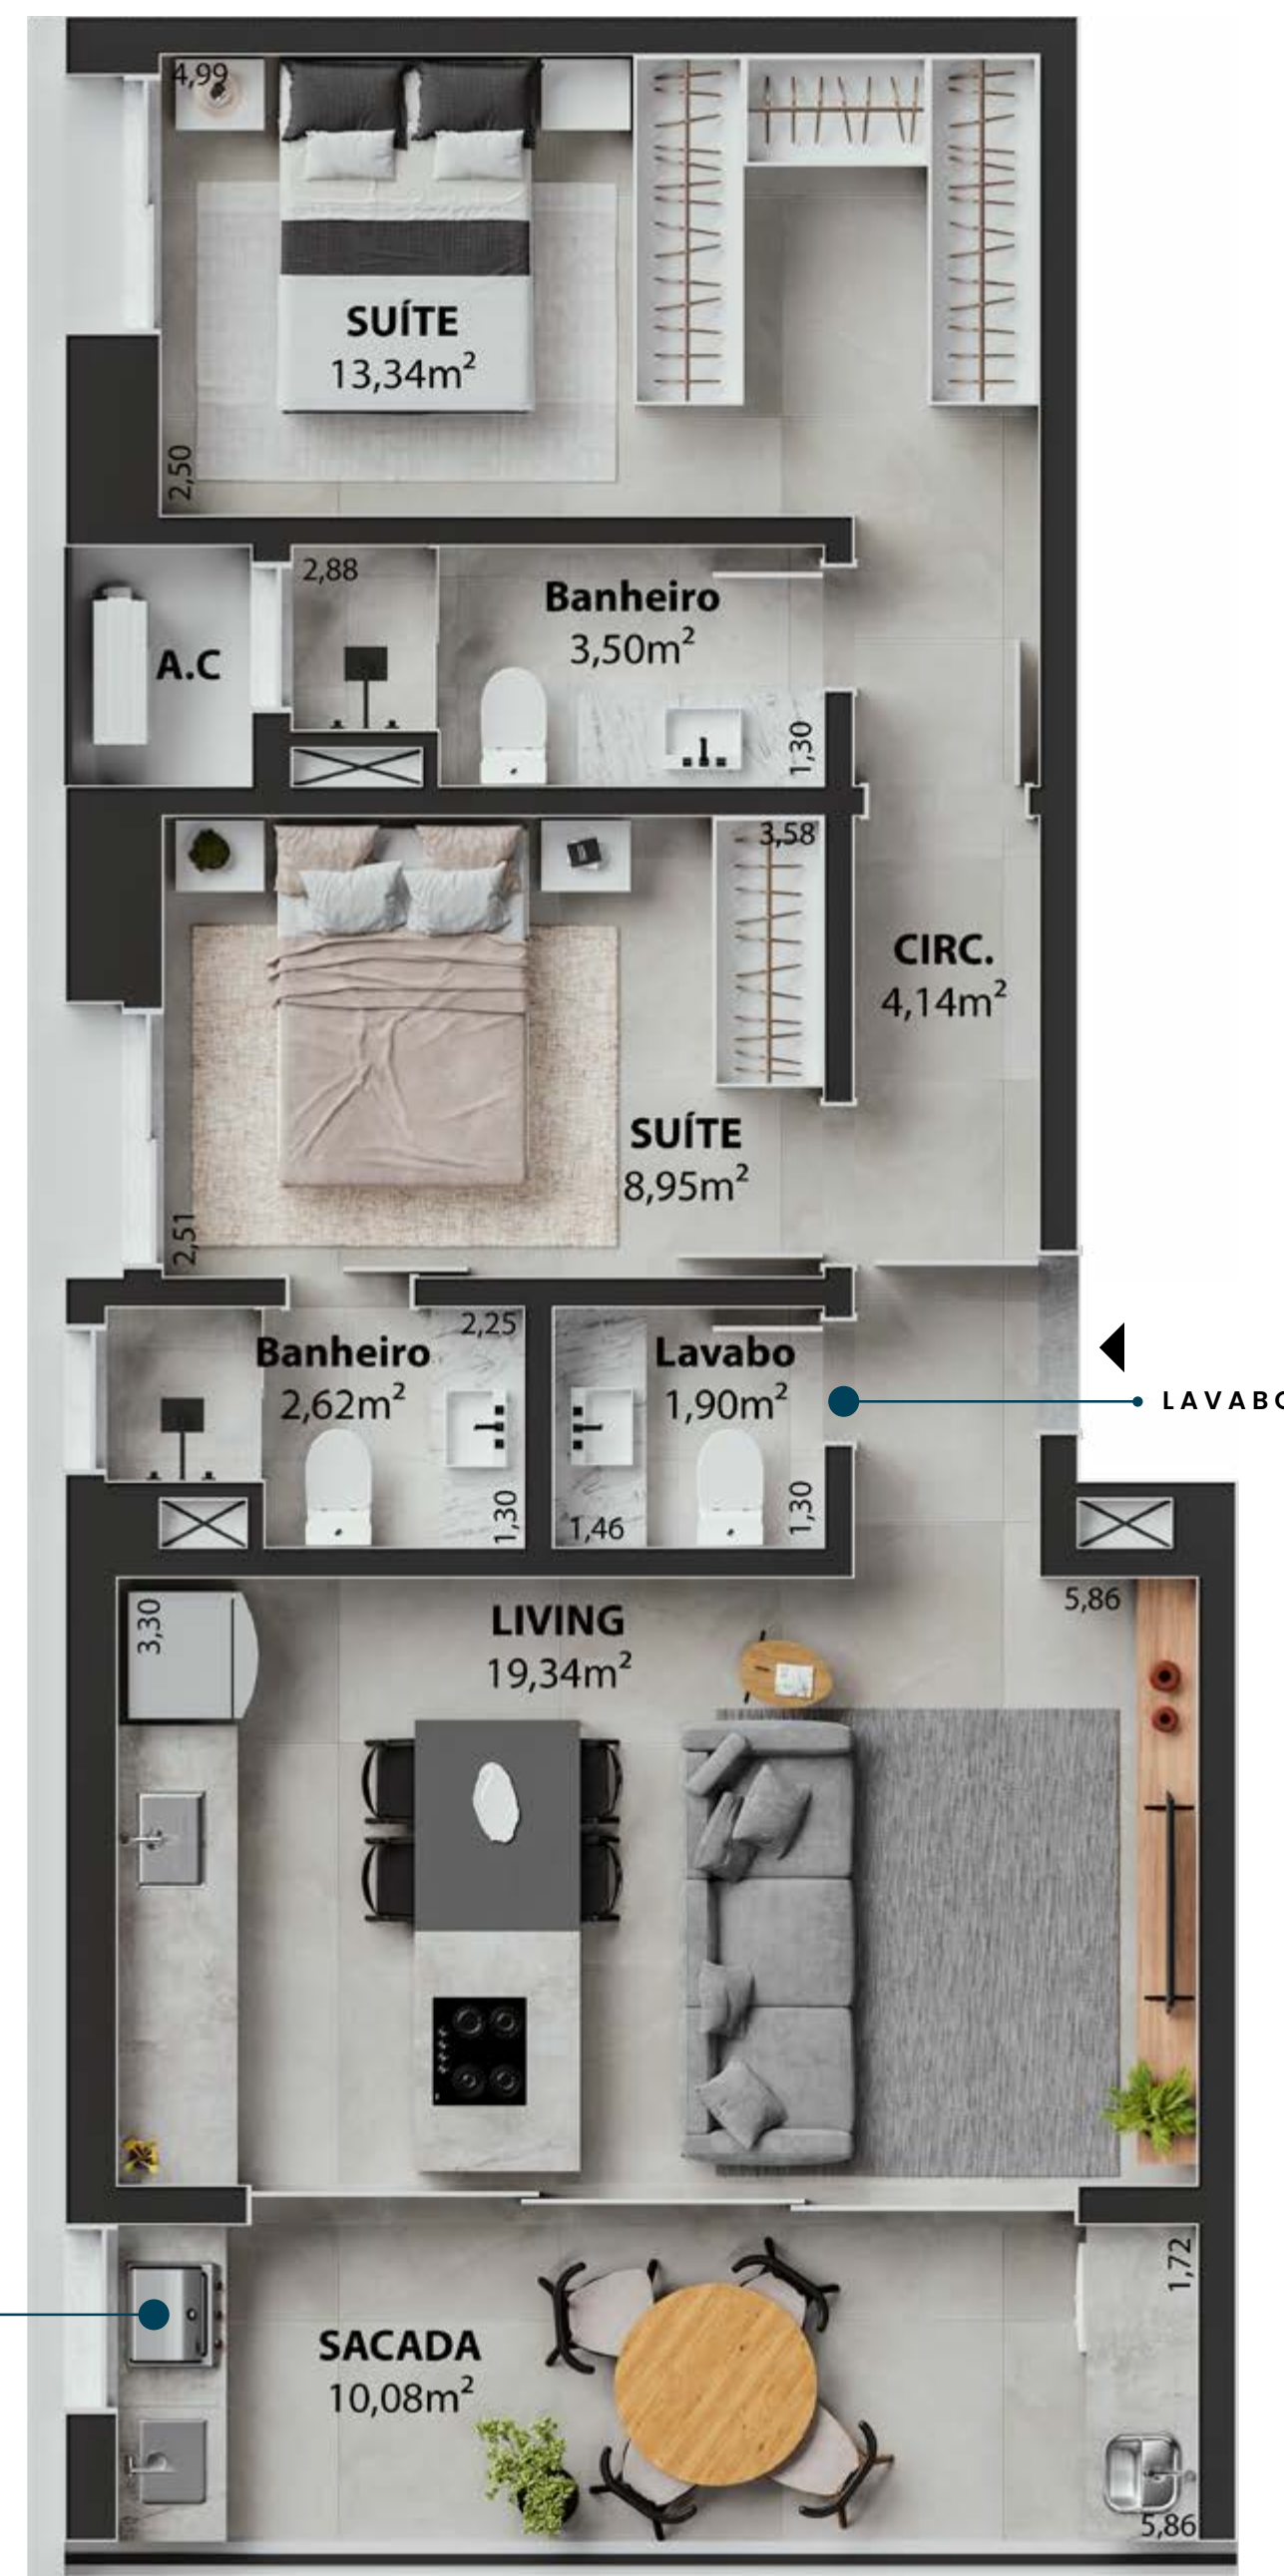 4,99
SUÍTE
13,34m²
2,50
2,88
Banheiro
3,50m²
A.C
1,30
3,58
CIRC.
4,14m²
SUÍTE
8,95m²
2,51
2,25
Banheiro
2,62m²
Lavabo
1,90m²
LAVABO
1,30
1,46
1,30
LIVING
19,34m²
3,30
5,86
1,72
SACADA
10,08m²
5,86